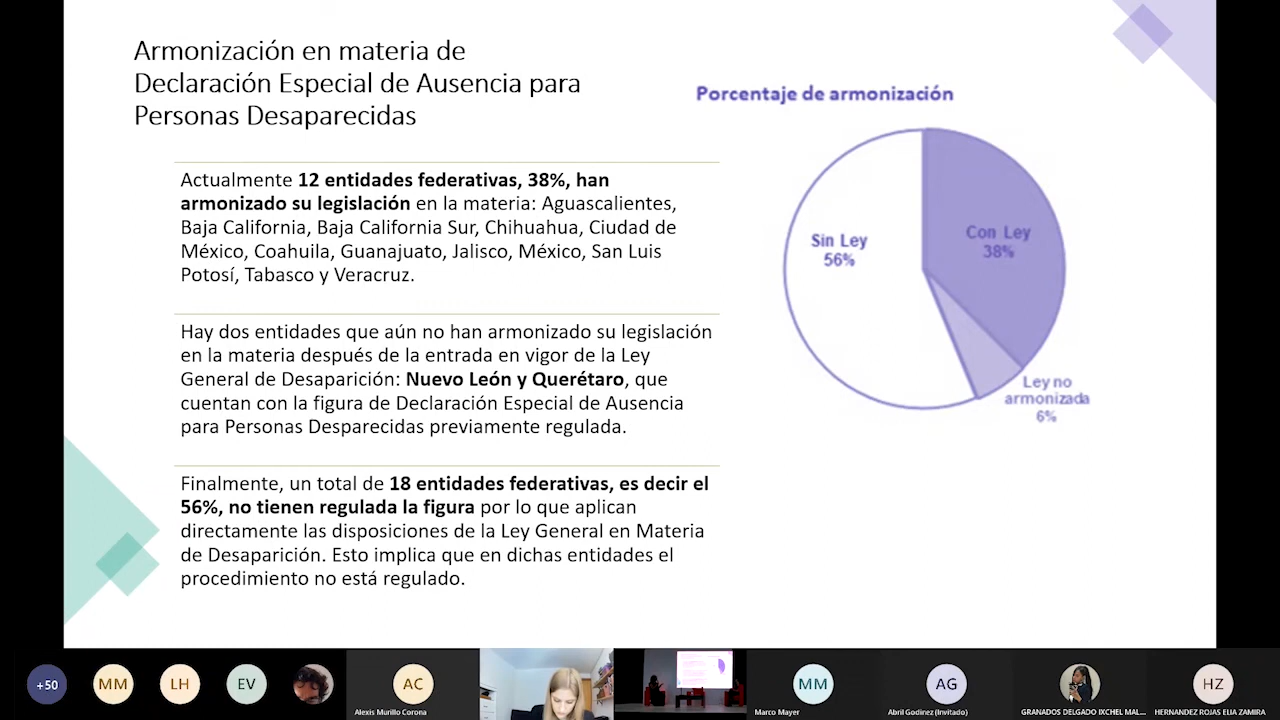 Armonización en materia de
Declaración Especial de Ausencia para
Personas Desaparecidas
Porcentaje de armonización
Actualmente 12 entidades federativas, 38%, han
armonizado su legislación en la materia: Aguascalientes,
Baja California, Baja California Sur, Chihuahua, Ciudad de
México, Coahuila, Guanajuato, Jalisco, México, San Luis
Potosí, Tabasco y Veracruz.
Hay dos entidades que aún no han armonizado su legislación
en la materia después de la entrada en vigor de la Ley
General de Desaparición: Nuevo León y Querétaro, que
cuentan con la figura de Declaración Especial de Ausencia
para Personas Desparecidas previamente regulada.
Finalmente, un total de 18 entidades federativas, es decir el
56%, no tienen regulada la figura por lo que aplican
directamente las disposiciones de la Ley General en Materia
de Desaparición. Esto implica que en dichas entidades el
procedimiento no está regulado.
Sin Ley
56%
Con Ley
38%
Ley no
armonizada
6%
+50
MM
LH
EV
AC
Alexis Murillo Corona
MM
Marco Mayer
AG
Abril Godinez (Invitado)
GRANADOS DELGADO IXCHEL MAL...
HZ
HERNANDEZ ROJAS ELIA ZAMIRA